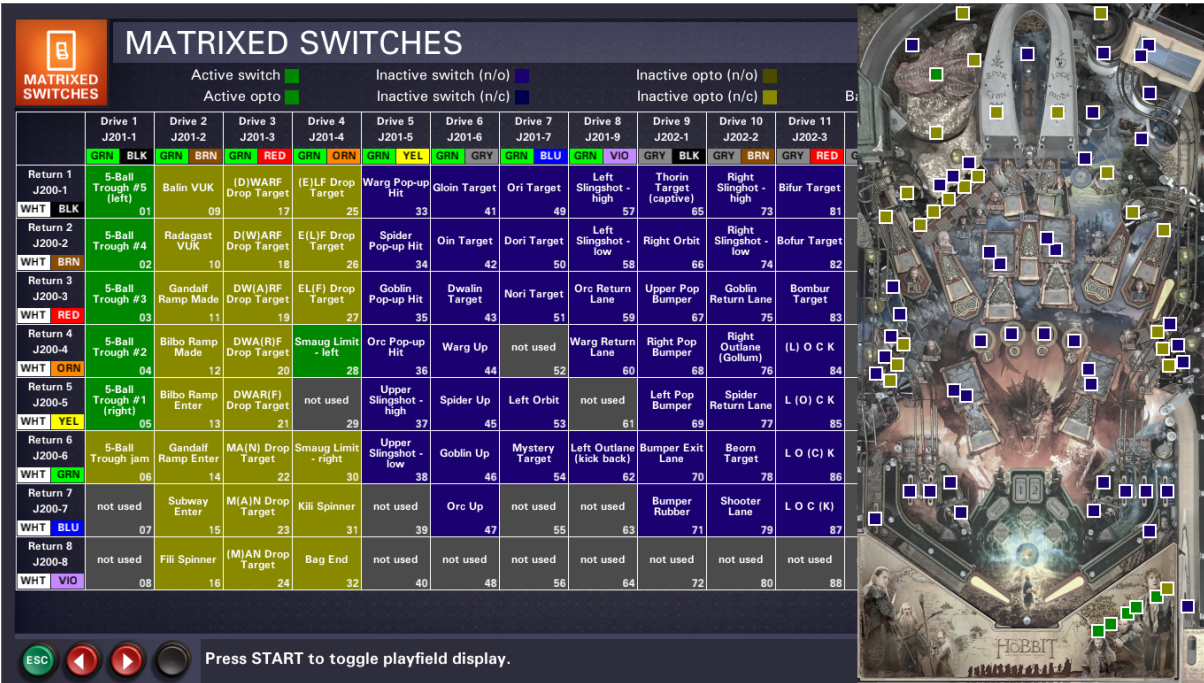 MATRIXED SWITCHES
MATRIXED
SWITCHES
Active switch Inactive switch (n/o) Inactive opto (n/o)
Active opto Inactive switch (n/c) Inactive opto (n/c) Ba
Drive 1 Drive 2 Drive 3 Drive 4 Drive 5 Drive 6 Drive 7 Drive 8 Drive 9 Drive 10 Drive 11
J201-1 J201-2 J201-3 J201-4 J201-5 J201-6 J201-7 J201-9 J202-1 J202-2 J202-3
GRN BLK GRN BRN GRN RED GRN ORN GRN YEL GRN GRY GRN BLU GRN VIO GRY BLK GRY BRN GRY RED G
Return 1
J200-1
WHT BLK
5-Ball Trough #5 (left) 01
Balin VUK 09
(D)WARF Drop Target 17
(E)LF Drop Target 25
Warg Pop-up Hit 33
Gloin Target 41
Ori Target 49
Left Slingshot - high 57
Thorin Target (captive) 65
Right Slinghot - high 73
Bifur Target 81
Return 2
J200-2
WHT BRN
5-Ball Trough #4 02
Radagast VUK 10
D(W)ARF Drop Target 18
E(L)F Drop Target 26
Spider Pop-up Hit 34
Oin Target 42
Dori Target 50
Left Slingshot - low 58
Right Orbit 66
Right Slingshot - low 74
Bofur Target 82
Return 3
J200-3
WHT RED
5-Ball Trough #3 03
Gandalf Ramp Made 11
DW(A)RF Drop Target 19
EL(F) Drop Target 27
Goblin Pop-up Hit 35
Dwalin Target 43
Nori Target 51
Orc Return Lane 59
Upper Pop Bumper 67
Goblin Return Lane 75
Bombur Target 83
Return 4
J200-4
WHT ORN
5-Ball Trough #2 04
Bilbo Ramp Made 12
DWA(R)F Drop Target 20
Smaug Limit - left 28
Orc Pop-up Hit 36
Warg Up 44
not used 52
Warg Return Lane 60
Right Pop Bumper 68
Right Outlane (Gollum) 76
(L) O C K 84
Return 5
J200-5
WHT YEL
5-Ball Trough #1 (right) 05
Bilbo Ramp Enter 13
DWAR(F) Drop Target 21
not used 29
Upper Slingshot - high 37
Spider Up 45
Left Orbit 53
not used 61
Left Pop Bumper 69
Spider Return Lane 77
L (O) C K 85
Return 6
J200-6
WHT GRN
5-Ball Trough jam 06
Gandalf Ramp Enter 14
MA(N) Drop Target 22
Smaug Limit - right 30
Upper Slingshot - low 38
Goblin Up 46
Mystery Target 54
Left Outlane (kick back) 62
Bumper Exit Lane 70
Beorn Target 78
L O (C) K 86
Return 7
J200-7
WHT BLU
not used 07
Subway Enter 15
M(A)N Drop Target 23
Kili Spinner 31
not used 39
Orc Up 47
not used 55
not used 63
Bumper Rubber 71
Shooter Lane 79
L O C (K) 87
Return 8
J200-8
WHT VIO
not used 08
Fili Spinner 16
(M)AN Drop Target 24
Bag End 32
not used 40
not used 48
not used 56
not used 64
not used 72
not used 80
not used 88
ESC
Press START to toggle playfield display.
BOOK
LOCK
HOBBIT